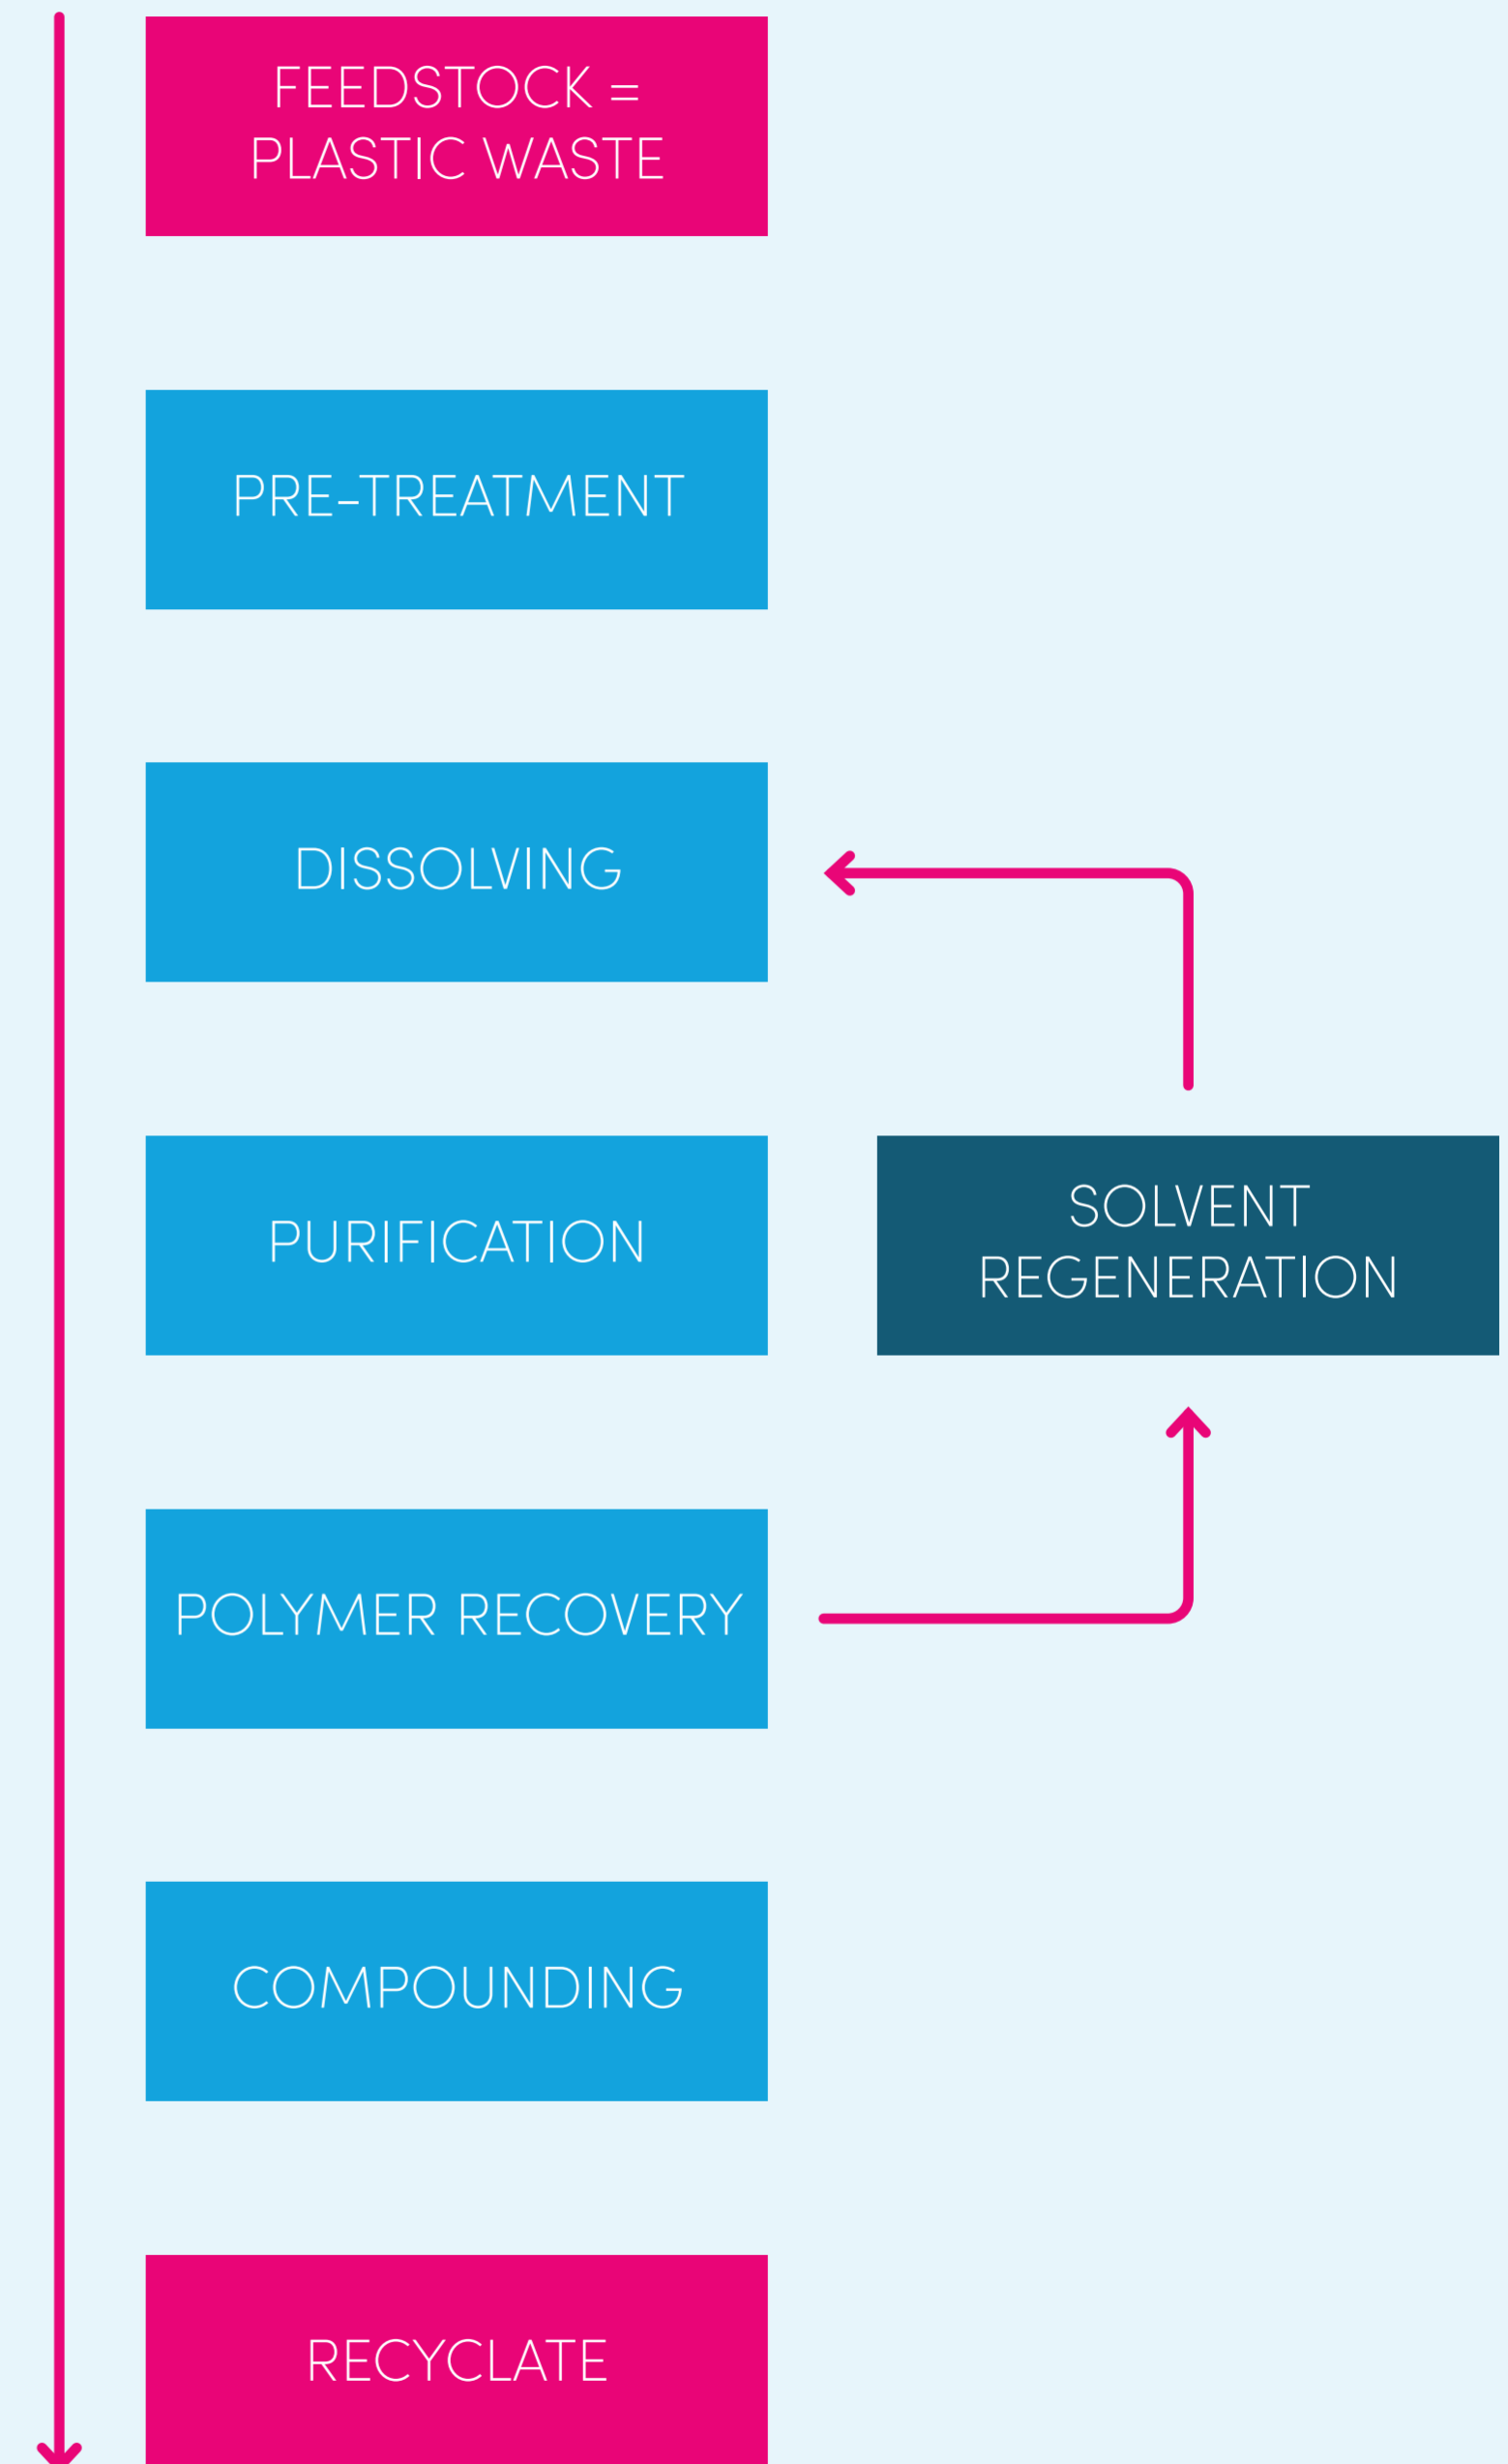 FEEDSTOCK =
PLASTIC WASTE
PRE-TREATMENT
DISSOLVING
PURIFICATION
SOLVENT
REGENERATION
POLYMER RECOVERY
COMPOUNDING
RECYCLATE